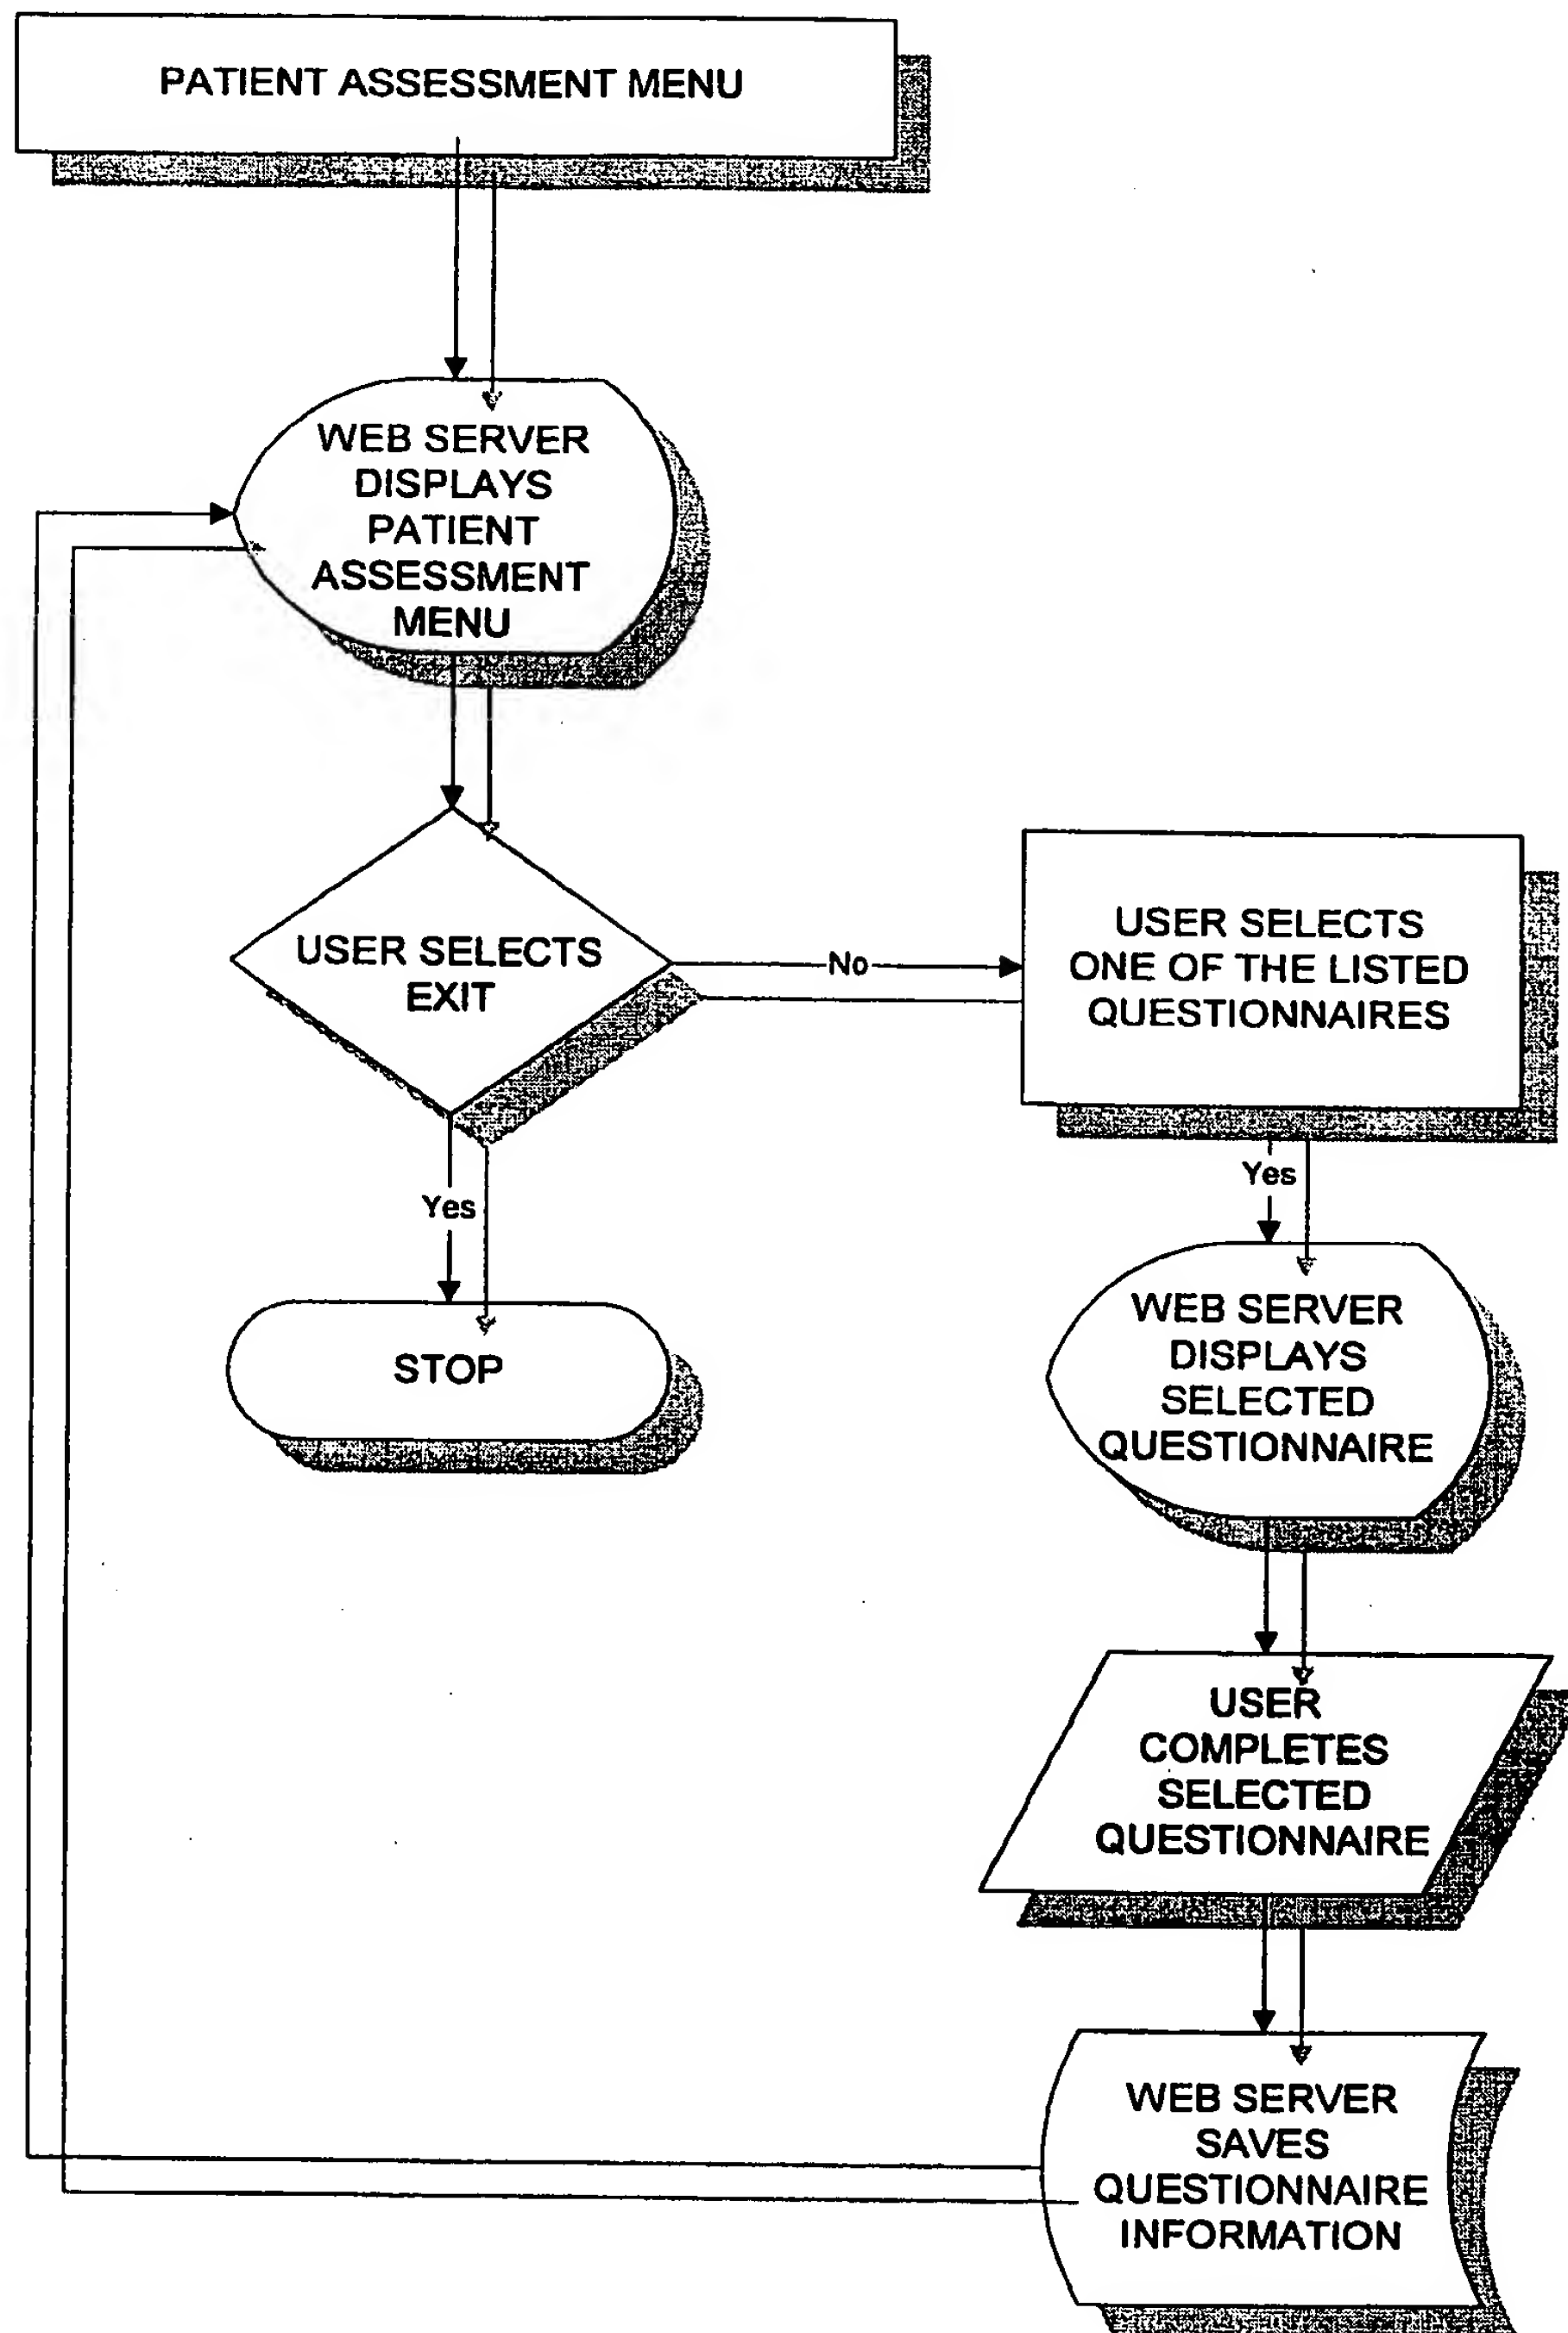 PATIENT ASSESSMENT MENU
WEB SERVER
DISPLAYS
PATIENT
ASSESSMENT
MENU
USER SELECTS
EXIT
No
USER SELECTS
ONE OF THE LISTED
QUESTIONNAIRES
Yes
Yes
STOP
WEB SERVER
DISPLAYS
SELECTED
QUESTIONNAIRE
USER
COMPLETES
SELECTED
QUESTIONNAIRE
WEB SERVER
SAVES
QUESTIONNAIRE
INFORMATION